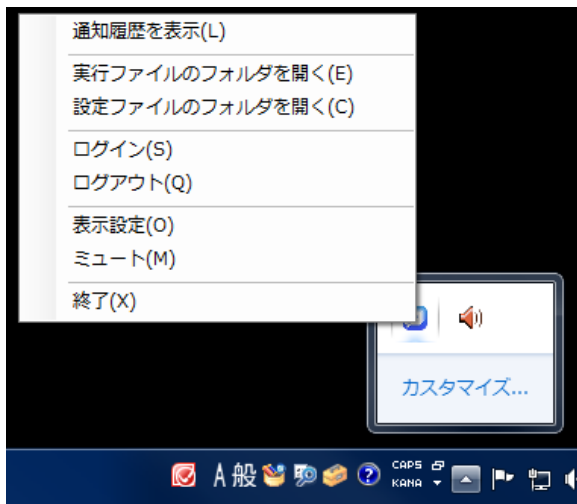 通知履歴を表示(L)
実行ファイルのフォルダを開く(E)
設定ファイルのフォルダを開く(C)
ログイン(S)
ログアウト(Q)
表示設定(O)
ミュート(M)
終了(X)
カスタマイズ...
A 般 ? CAPS
KANA